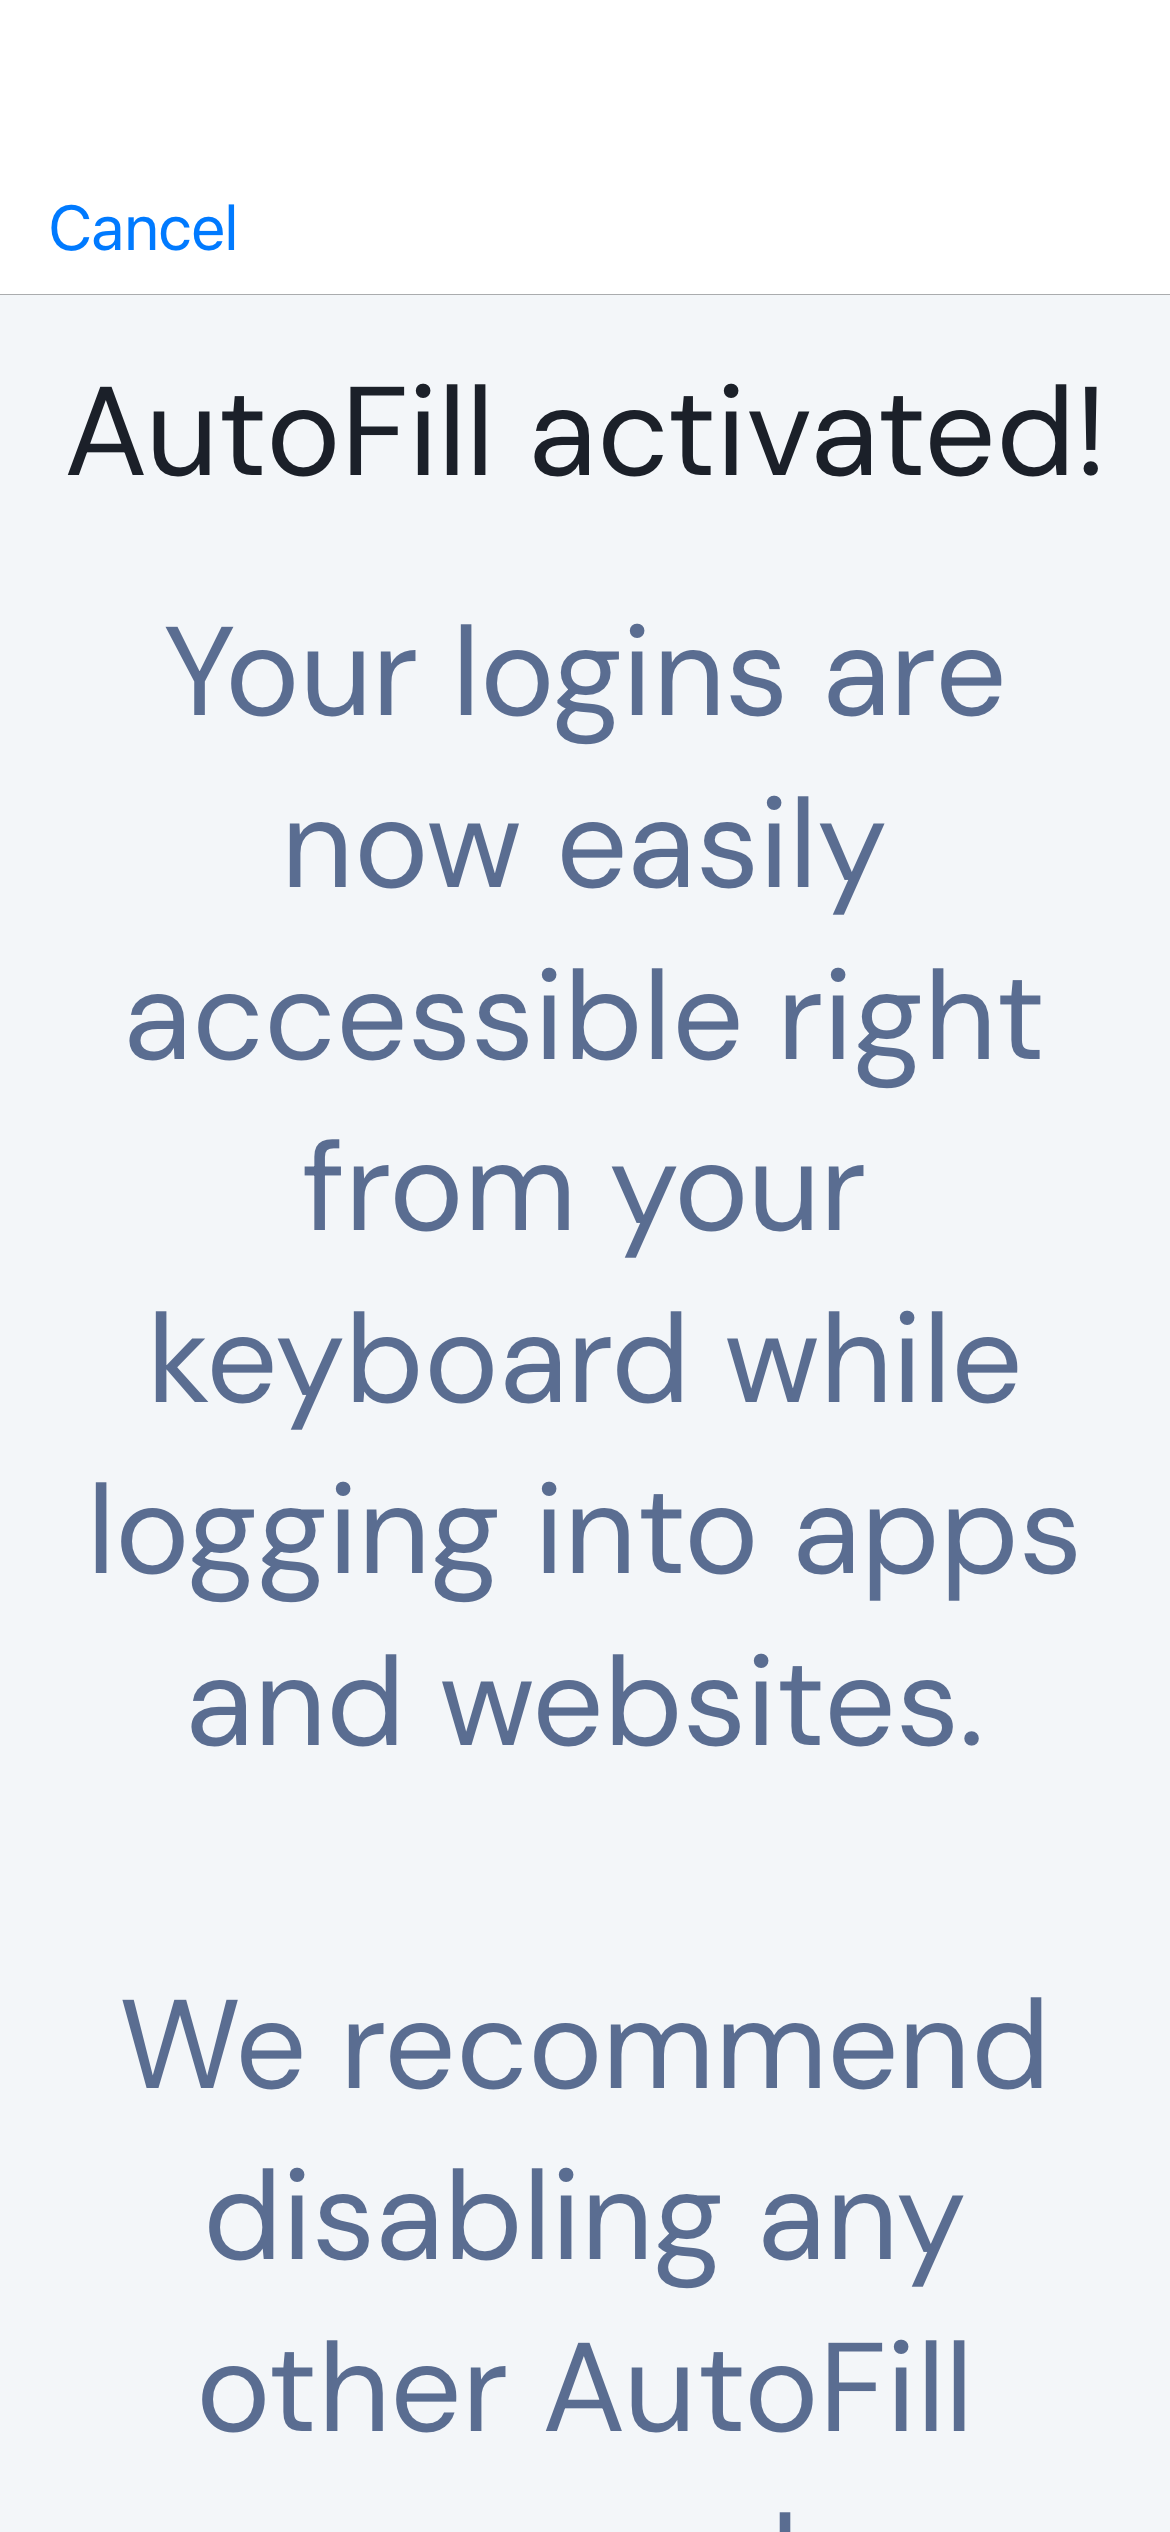 Cancel
AutoFill activated!
Your logins are
now easily
accessible right
from your
keyboard while
logging into apps
and websites.
We recommend
disabling any
other AutoFill